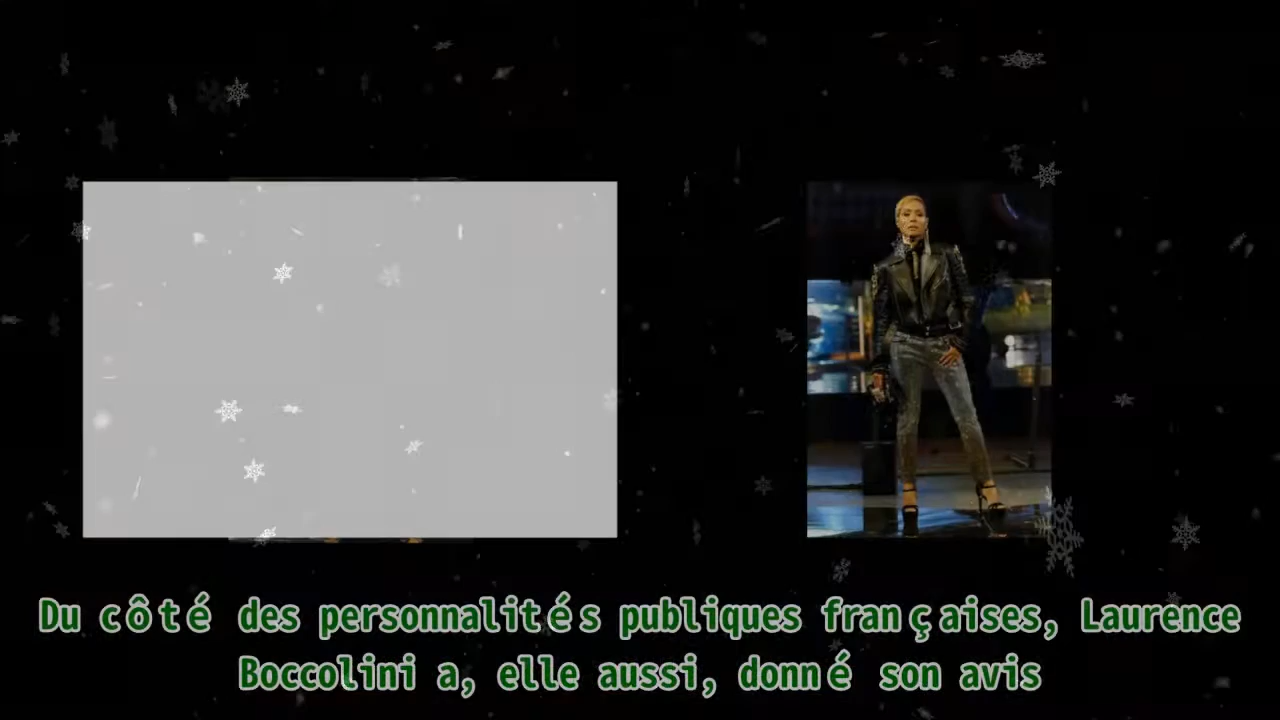 Du côté des personnalités publiques françaises, Laurence
Boccolini a, elle aussi, donné son avis